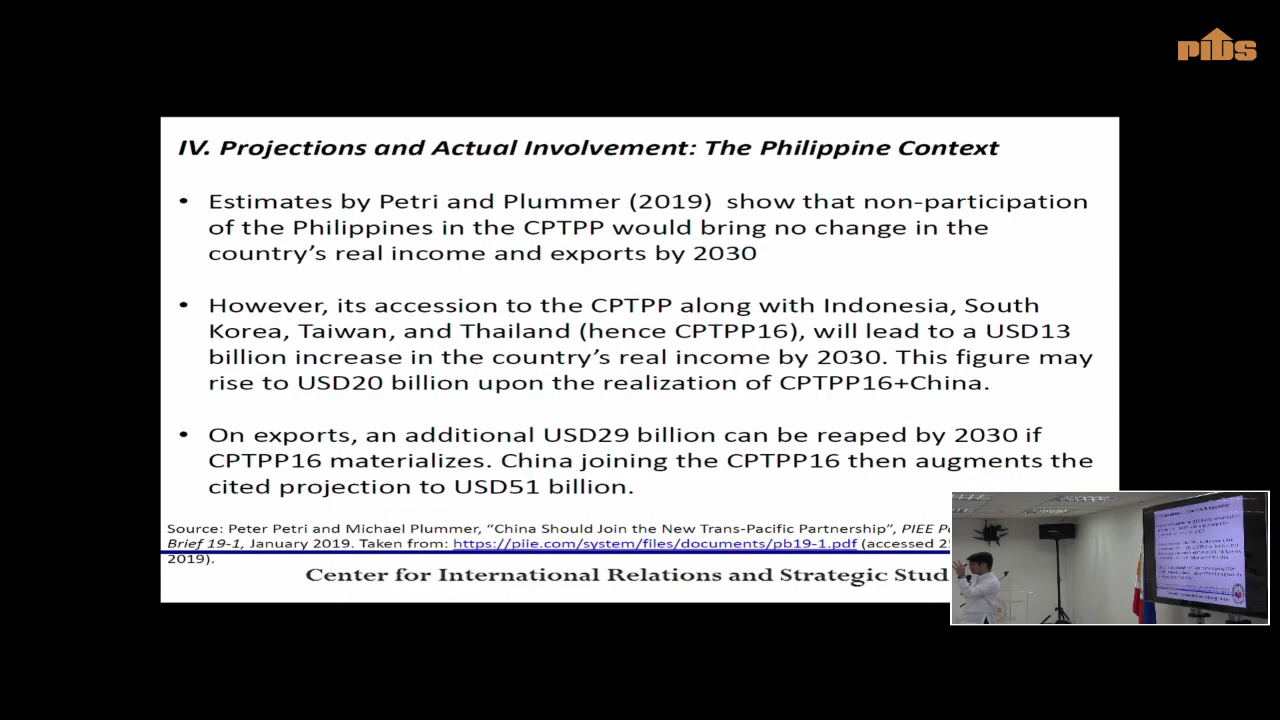 PIDS
IV. Projections and Actual Involvement: The Philippine Context
• Estimates by Petri and Plummer (2019) show that non-participation
of the Philippines in the CPTPP would bring no change in the
country's real income and exports by 2030
• However, its accession to the CPTPP along with Indonesia, South
Korea, Taiwan, and Thailand (hence CPTPP16), will lead to a USD13
billion increase in the country's real income by 2030. This figure may
rise to USD20 billion upon the realization of CPTPP16+China.
• On exports, an additional USD29 billion can be reaped by 2030 if
CPTPP16 materializes. China joining the CPTPP16 then augments the
cited projection to USD51 billion.
Source: Peter Petri and Michael Plummer, “China Should Join the New Trans-Pacific Partnership”, PIEE
Brief 19-1, January 2019. Taken from: https://piie.com/system/files/documents/pb19-1.pdf (accessed
2019).
Center for International Relations and Strategic Stud